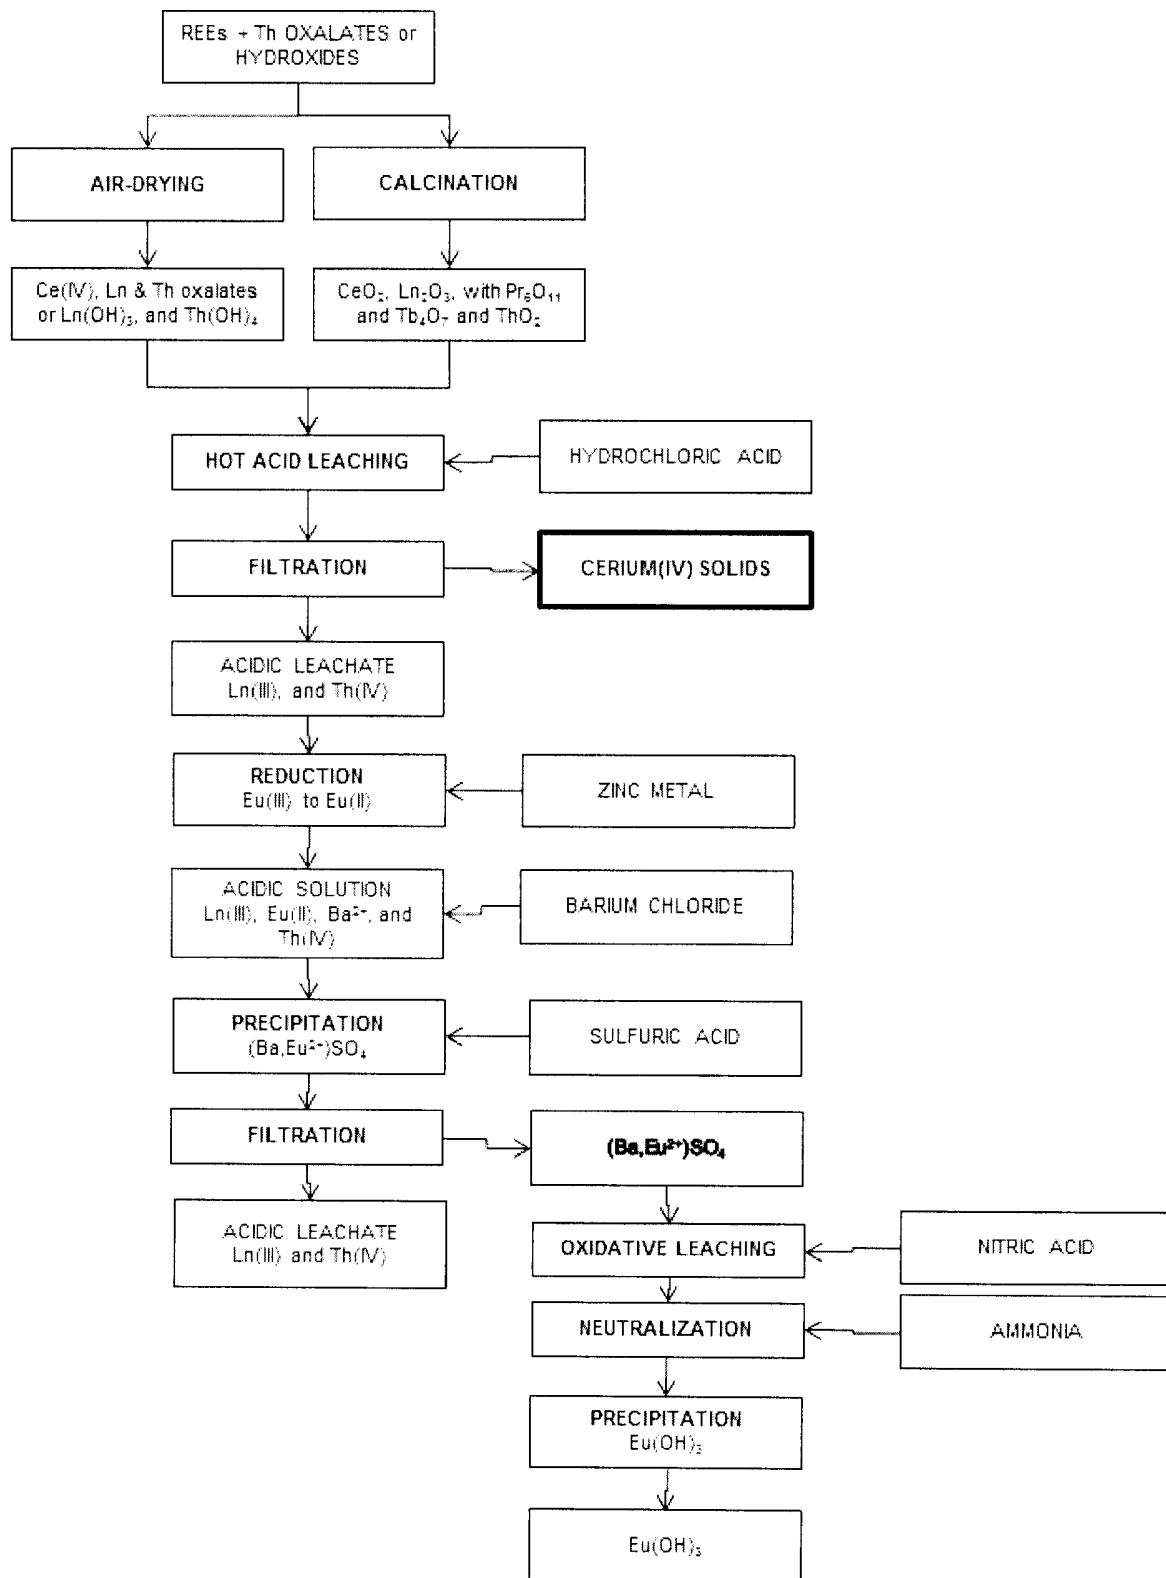 REEs + Th OXALATES or
HYDROXIDES
AIR-DRYING
CALCINATION
Ce(IV), Ln & Th oxalates
or Ln(OH)₃, and Th(OH)₄
CeO₂, Ln₂O₃, with Pr₆O₁₁
and Tb₄O₇ and ThO₂
HOT ACID LEACHING
HYDROCHLORIC ACID
FILTRATION
CERIUM(IV) SOLIDS
ACIDIC LEACHATE
Ln(III), and Th(IV)
REDUCTION
Eu(III) to Eu(II)
ZINC METAL
ACIDIC SOLUTION
Ln(III), Eu(II), Ba²⁺, and
Th(IV)
BARIUM CHLORIDE
PRECIPITATION
(Ba,Eu²⁺)SO₄
SULFURIC ACID
FILTRATION
(Ba,Eu²⁺)SO₄
ACIDIC LEACHATE
Ln(III) and Th(IV)
OXIDATIVE LEACHING
NITRIC ACID
NEUTRALIZATION
AMMONIA
PRECIPITATION
Eu(OH)₃
Eu(OH)₃